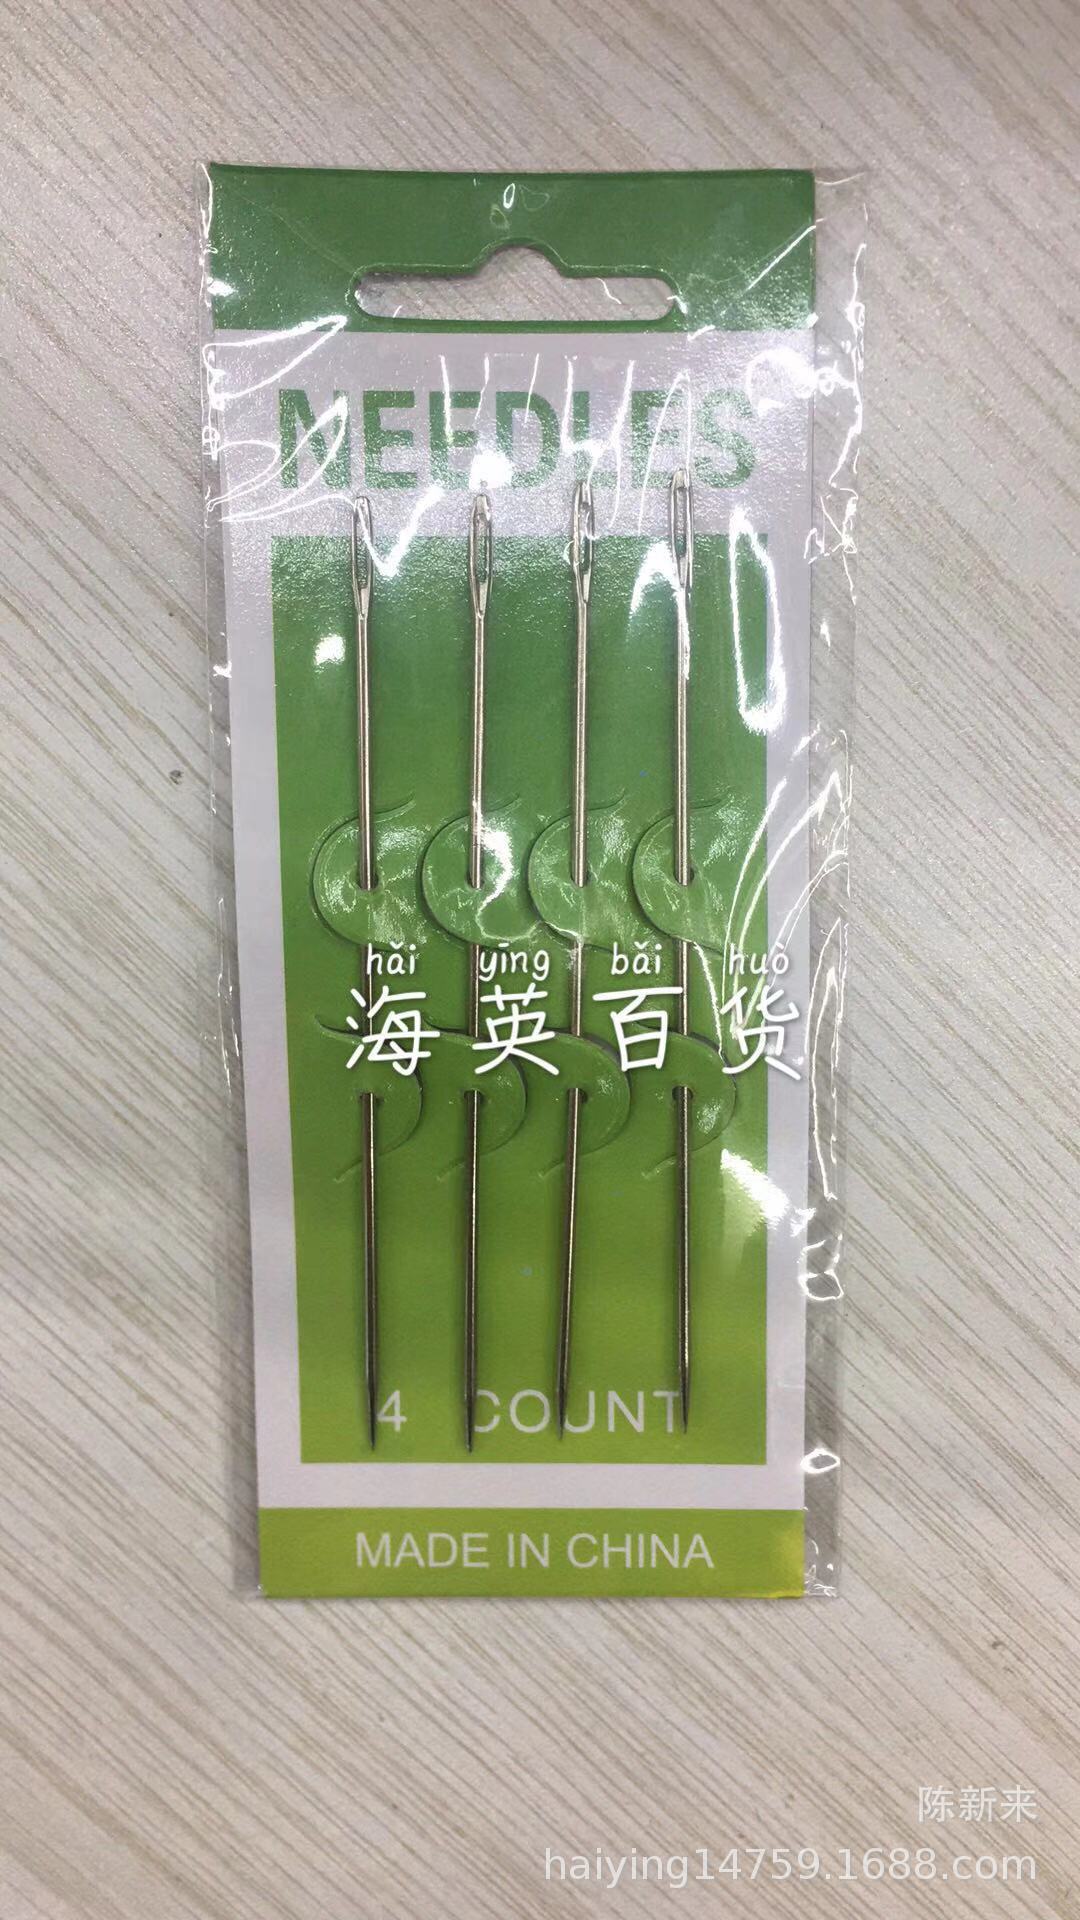 NEEDLES
hǎi yīng bǎi huò
海英百货
4 COUNT
MADE IN CHINA
陈新来
haiying14759.1688.com